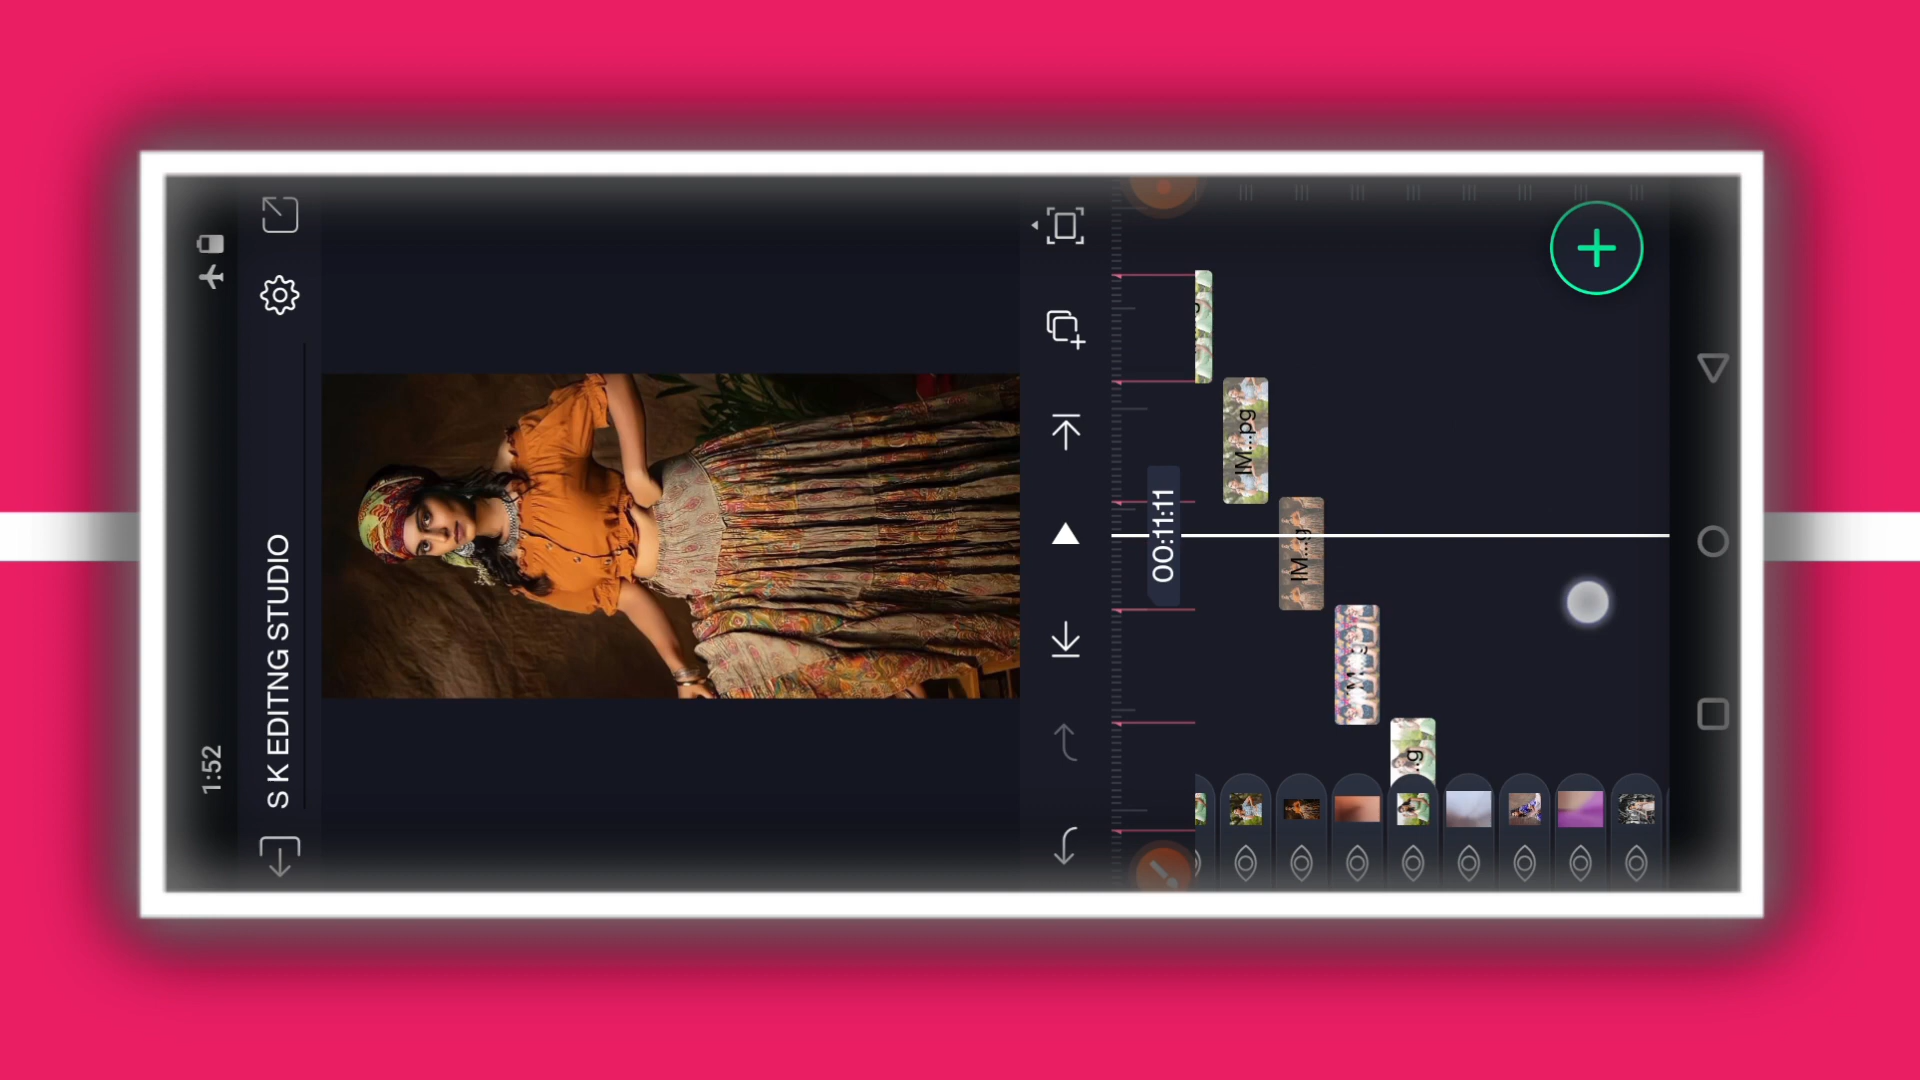 1:52
S K EDITNG STUDIO
00:11:11
IM...pg
IM...g
...g